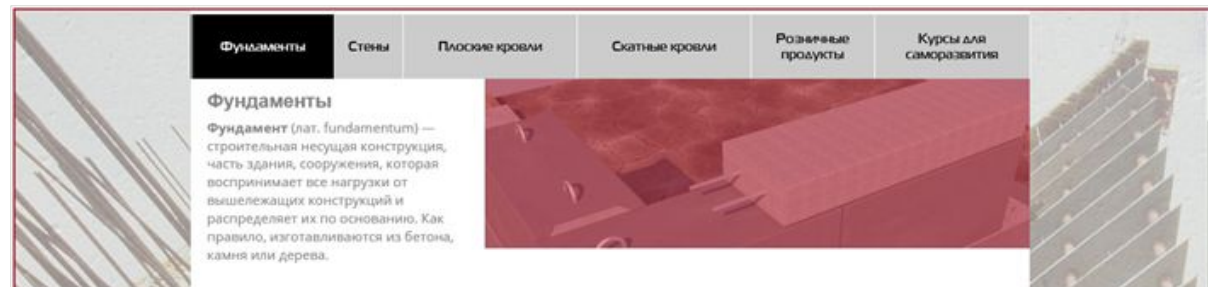 Фундаменты
Стены
Плоские кровли
Скатные кровли
Розничные
продукты
Курсы для
саморазвития
Фундаменты
Фундамент (лат. fundamentum) —
строительная несущая конструкция,
часть здания, сооружения, которая
воспринимает все нагрузки от
вышележащих конструкций и
распределяет их по основанию. Как
правило, изготавливаются из бетона,
камня или дерева.